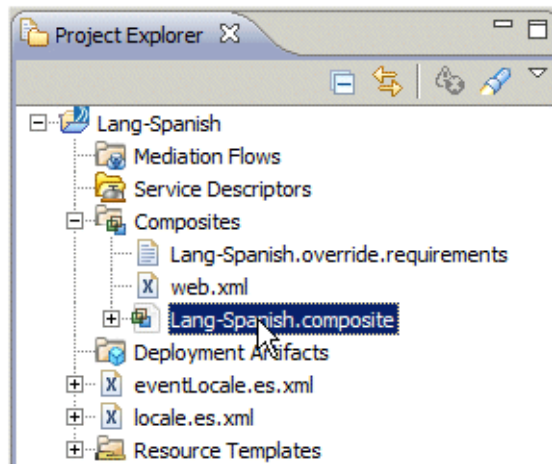 Project Explorer
Lang-Spanish
Mediation Flows
Service Descriptors
Composites
Lang-Spanish.override.requirements
web.xml
Lang-Spanish.composite
Deployment Artifacts
eventLocale.es.xml
locale.es.xml
Resource Templates